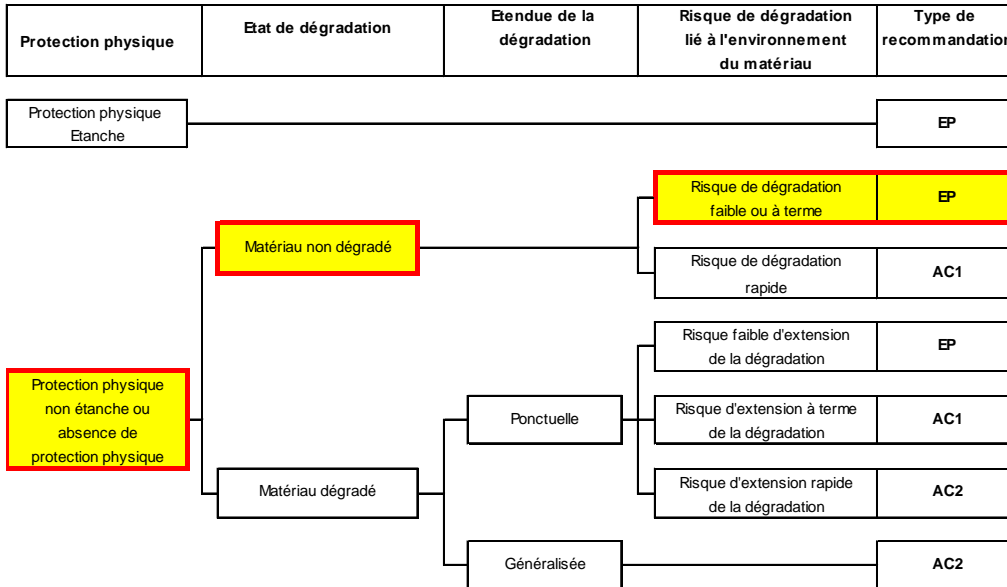 Protection physique
Etat de dégradation
Etendue de la
dégradation
Risque de dégradation
lié à l'environnement
du matériau
Type de
recommandation
Protection physique
Etanche
EP
Risque de dégradation
faible ou à terme
EP
Matériau non dégradé
Risque de dégradation
rapide
AC1
Risque faible d'extension
de la dégradation
EP
Protection physique
non étanche ou
absence de
protection physique
Ponctuelle
Risque d'extension à terme
de la dégradation
AC1
Matériau dégradé
Risque d'extension rapide
de la dégradation
AC2
Généralisée
AC2